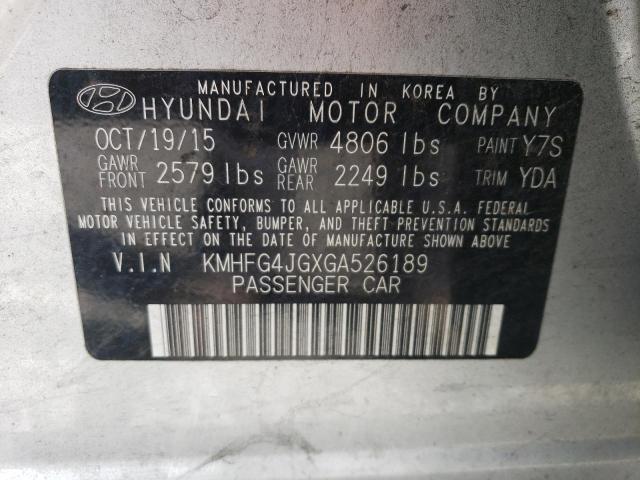 MANUFACTURED IN KOREA BY
HYUNDAI MOTOR COMPANY
OCT/19/15 GVWR 4806 lbs PAINT Y7S
GAWR FRONT 2579 lbs GAWR REAR 2249 lbs TRIM YDA
THIS VEHICLE CONFORMS TO ALL APPLICABLE U.S.A. FEDERAL
MOTOR VEHICLE SAFETY, BUMPER, AND THEFT PREVENTION STANDARDS
IN EFFECT ON THE DATE OF MANUFACTURE SHOWN ABOVE
V.I.N KMHFG4JGXGA526189
PASSENGER CAR